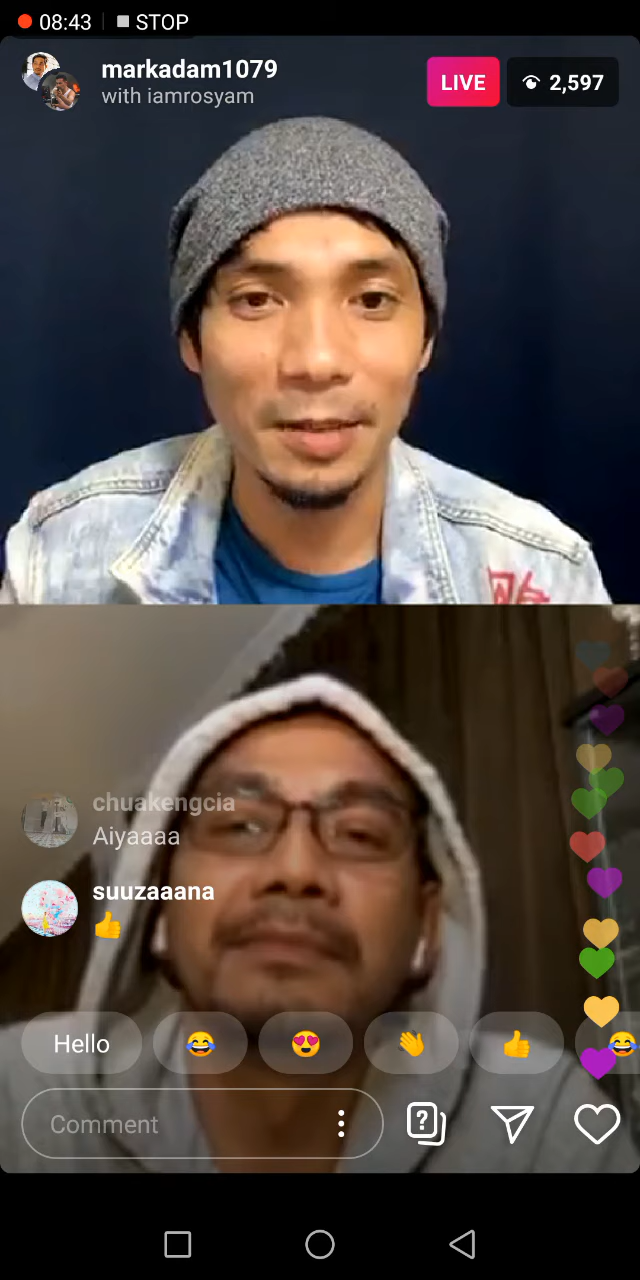 08:43
STOP
markadam1079
with iamrosyam
LIVE
2,597
chuakengcia
Aiyaaaa
suuzaaana
👍
Hello 😂 😍 👋 👍 😂
Comment